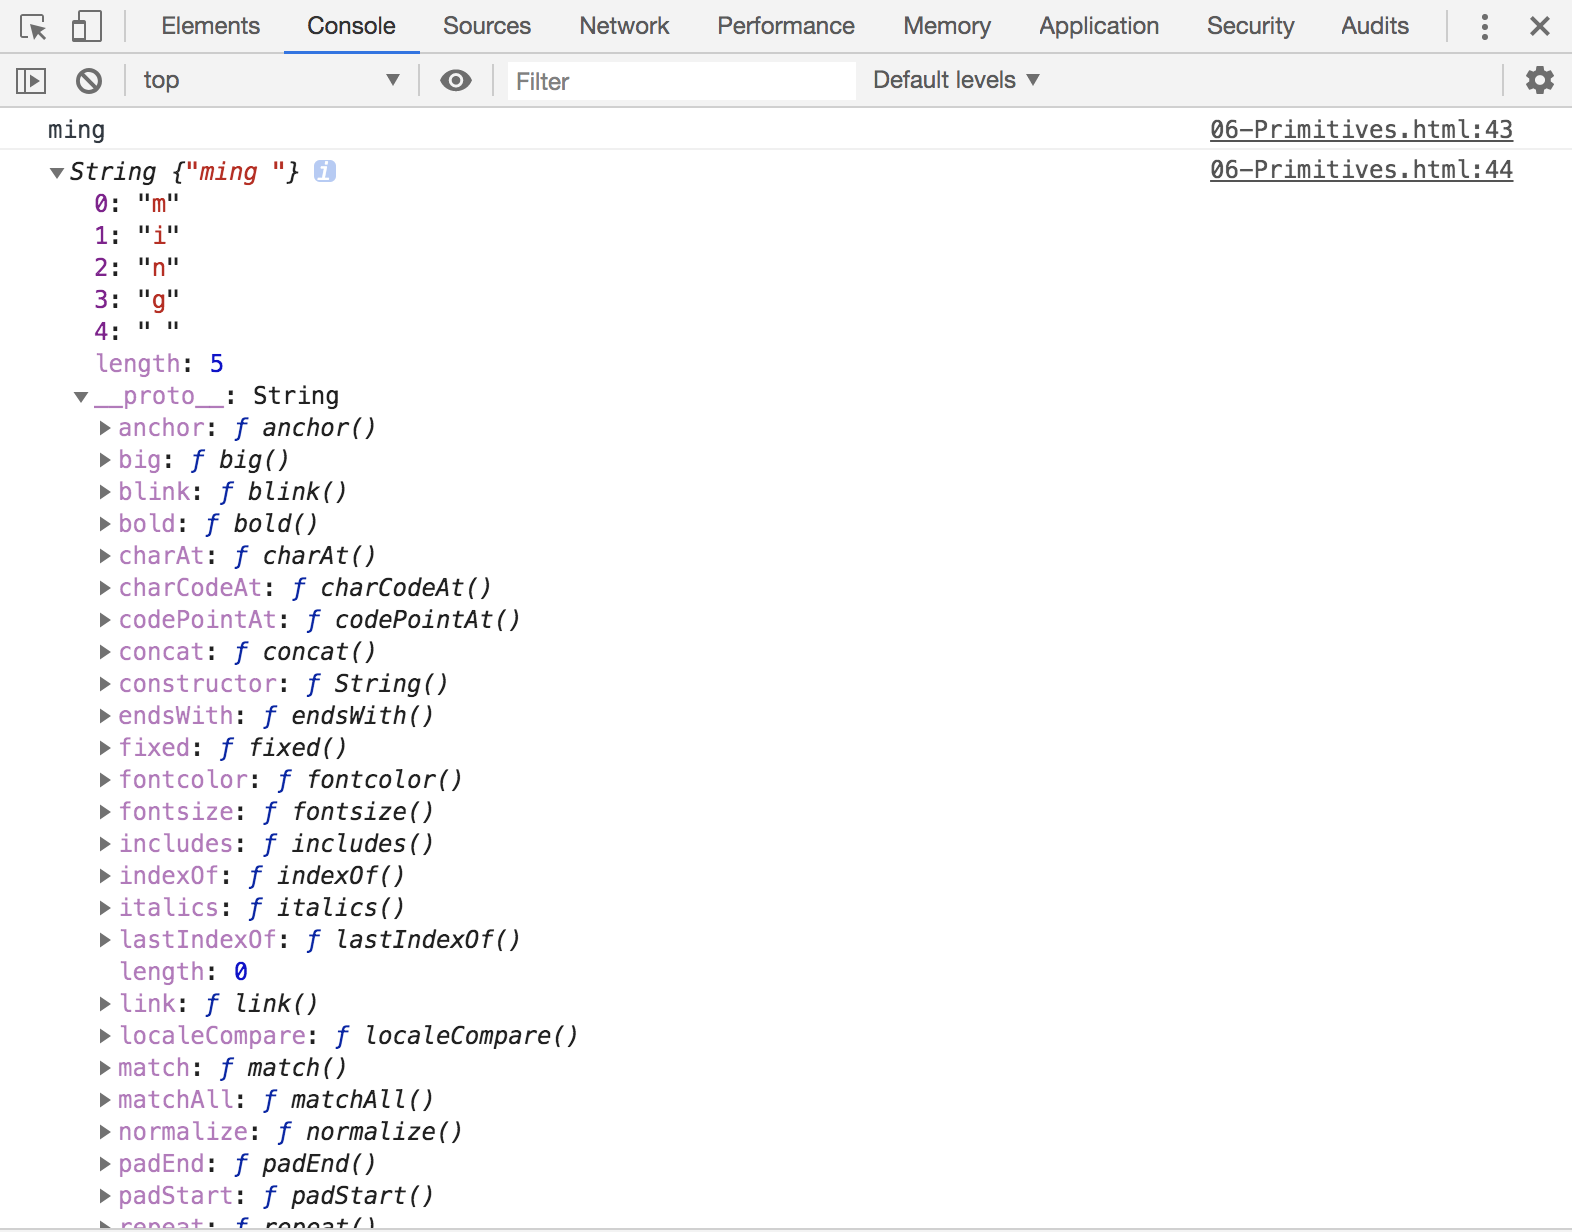 Elements Console Sources Network Performance Memory Application Security Audits
top Filter Default levels
ming 06-Primitives.html:43
String {"ming "} i 06-Primitives.html:44
0: "m"
1: "i"
2: "n"
3: "g"
4: " "
length: 5
__proto__: String
anchor: ƒ anchor()
big: ƒ big()
blink: ƒ blink()
bold: ƒ bold()
charAt: ƒ charAt()
charCodeAt: ƒ charCodeAt()
codePointAt: ƒ codePointAt()
concat: ƒ concat()
constructor: ƒ String()
endsWith: ƒ endsWith()
fixed: ƒ fixed()
fontcolor: ƒ fontcolor()
fontsize: ƒ fontsize()
includes: ƒ includes()
indexOf: ƒ indexOf()
italics: ƒ italics()
lastIndexOf: ƒ lastIndexOf()
length: 0
link: ƒ link()
localeCompare: ƒ localeCompare()
match: ƒ match()
matchAll: ƒ matchAll()
normalize: ƒ normalize()
padEnd: ƒ padEnd()
padStart: ƒ padStart()
repeat: ƒ repeat()